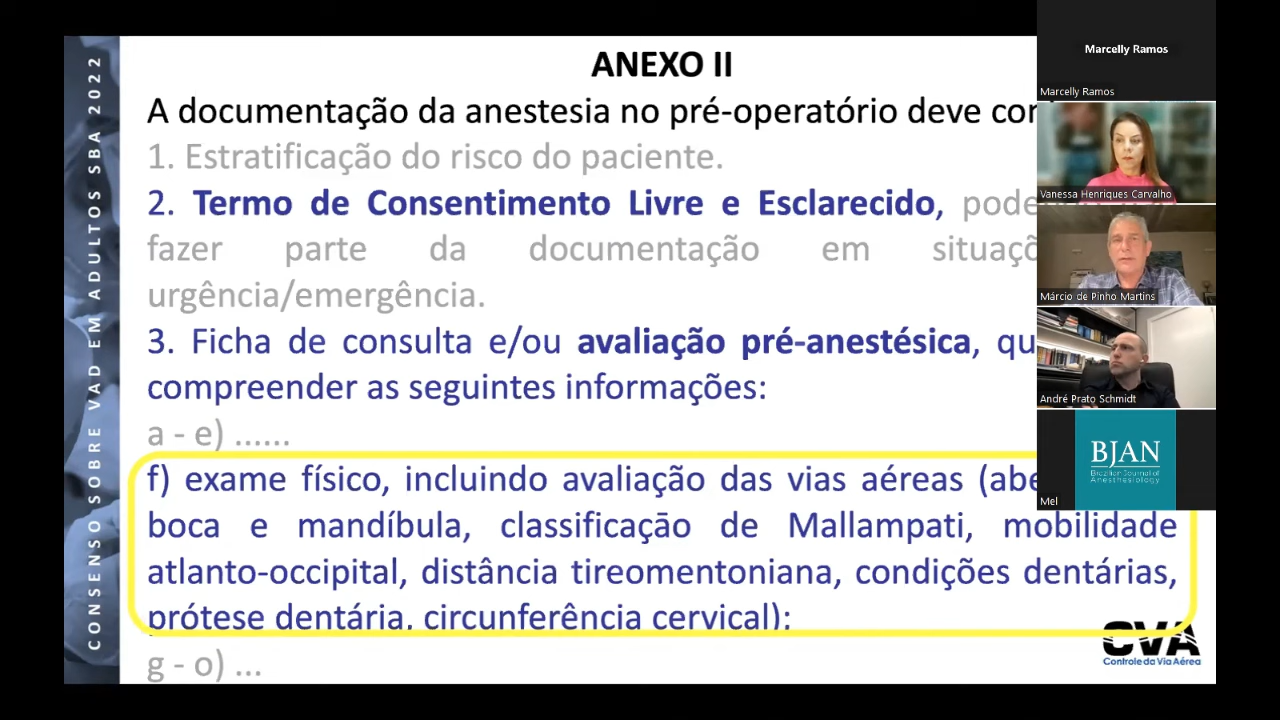 ANEXO II
A documentação da anestesia no pré-operatório deve
1. Estratificação do risco do paciente.
2. Termo de Consentimento Livre e Esclarecido,
fazer parte da documentação em
urgência/emergência.
3. Ficha de consulta e/ou avaliação pré-anestésica,
compreender as seguintes informações:
a - e) ......
f) exame físico, incluindo avaliação das vias aéreas
boca e mandíbula, classificação de Mallampati, mobilidade
atlanto-occipital, distância tireomentoniana, condições dentárias,
prótese dentária, circunferência cervical);
g - o) ...
CONSENSO SOBRE VAD EM ADULTOS SBA 2022
CVA
Controle da Via Aérea
Marcelly Ramos
Marcelly Ramos
Vanessa Henriques Carvalho
Márcio de Pinho Martins
André Prato Schmidt
BJAN
Brazilian Journal of
Anesthesiology
Mel